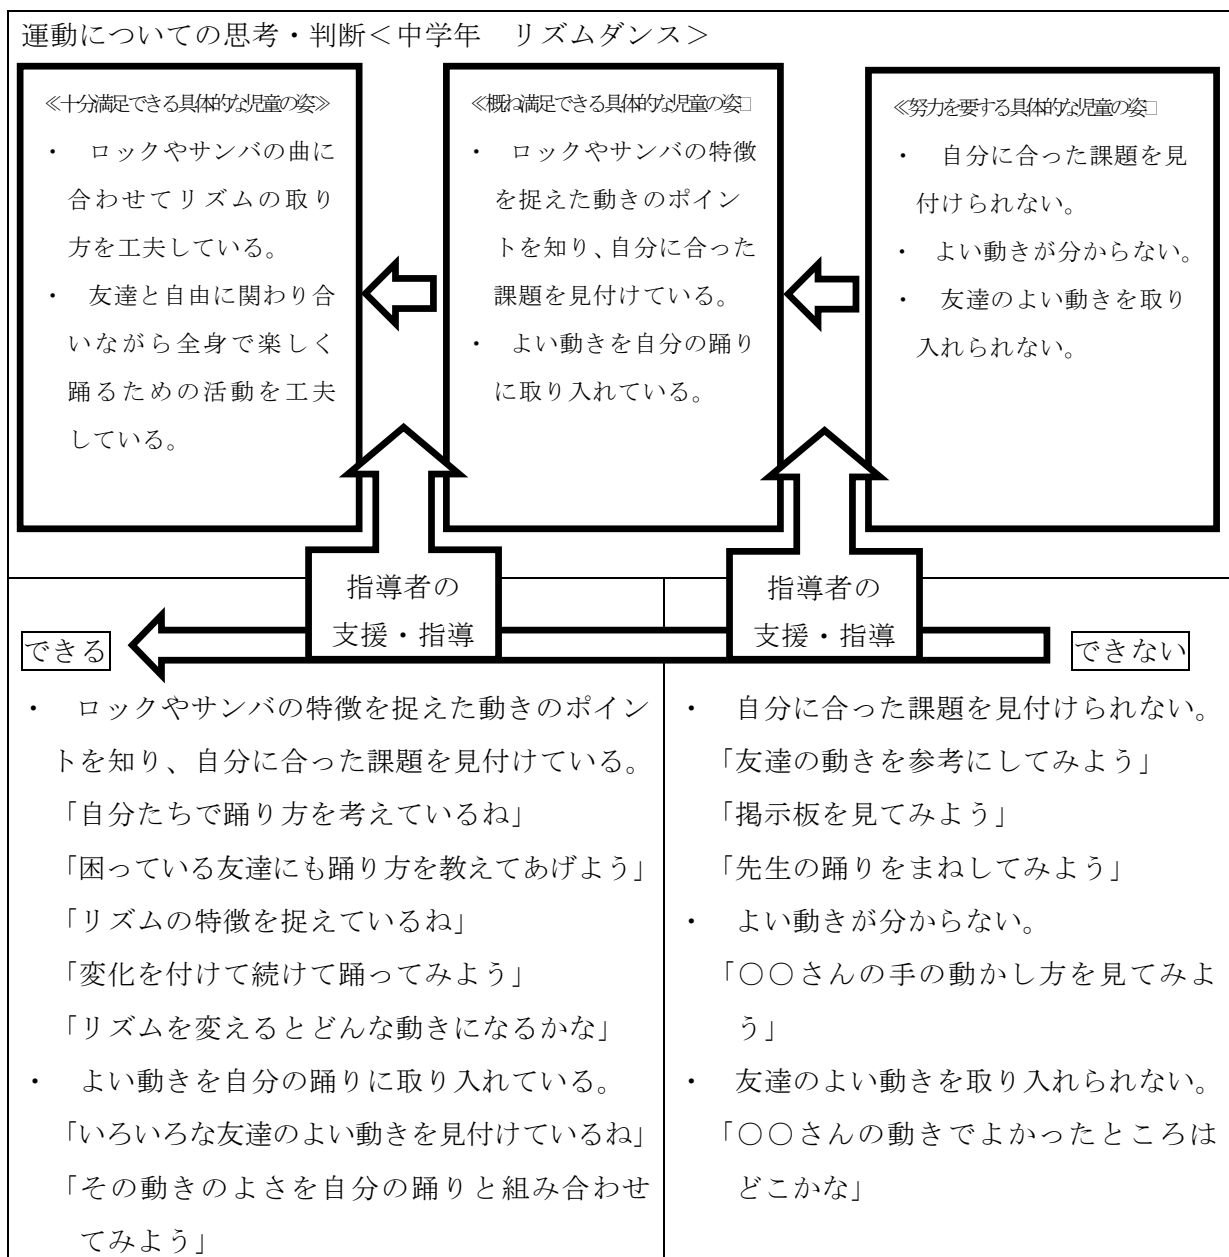 運動についての思考・判断＜中学年　リズムダンス＞
≪十分満足できる具体的な児童の姿≫
・　ロックやサンバの曲に
合わせてリズムの取り
方を工夫している。
・　友達と自由に関わり合
いながら全身で楽しく
踊るための活動を工夫
している。
≪概ね満足できる具体的な児童の姿□
・　ロックやサンバの特徴
を捉えた動きのポイン
トを知り、自分に合った
課題を見付けている。
・　よい動きを自分の踊り
に取り入れている。
≪努力を要する具体的な児童の姿□
・　自分に合った課題を見
付けられない。
・　よい動きが分からない。
・　友達のよい動きを取り
入れられない。
指導者の
支援・指導
指導者の
支援・指導
できる
できない
・　ロックやサンバの特徴を捉えた動きのポイン
トを知り、自分に合った課題を見付けている。
「自分たちで踊り方を考えているね」
「困っている友達にも踊り方を教えてあげよう」
「リズムの特徴を捉えているね」
「変化を付けて続けて踊ってみよう」
「リズムを変えるとどんな動きになるかな」
・　よい動きを自分の踊りに取り入れている。
「いろいろな友達のよい動きを見付けているね」
「その動きのよさを自分の踊りと組み合わせ
てみよう」
・　自分に合った課題を見付けられない。
「友達の動きを参考にしてみよう」
「掲示板を見てみよう」
「先生の踊りをまねしてみよう」
・　よい動きが分からない。
「○○さんの手の動かし方を見てみよ
う」
・　友達のよい動きを取り入れられない。
「○○さんの動きでよかったところは
どこかな」